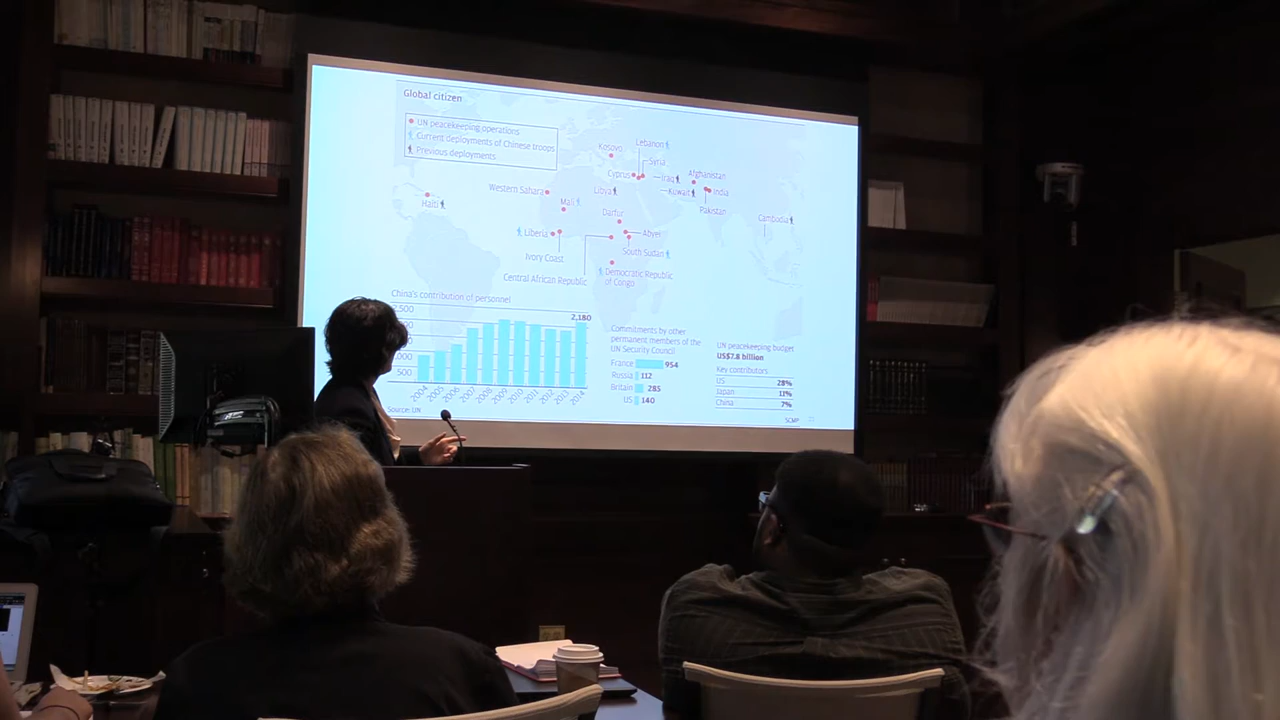 Global citizen
UN peacekeeping operations
Current deployments of Chinese troops
Previous deployments
Kosovo
Lebanon
Syria
Cyprus
Iraq
Afghanistan
Kuwait
India
Pakistan
Cambodia
Haiti
Western Sahara
Libya
Mali
Darfur
Liberia
Abyei
Ivory Coast
South Sudan
Central African Republic
Democratic Republic
of Congo
China's contribution of personnel
2,500
2,180
500
2004
2005
2006
2007
2008
2009
2010
2011
2012
2013
2014
Source: UN
Commitments by other
permanent members of the
UN Security Council
France 954
Russia 112
Britain 285
US 140
UN peacekeeping budget
US$7.8 billion
Key contributors
US 28%
Japan 11%
China 7%
SCMP